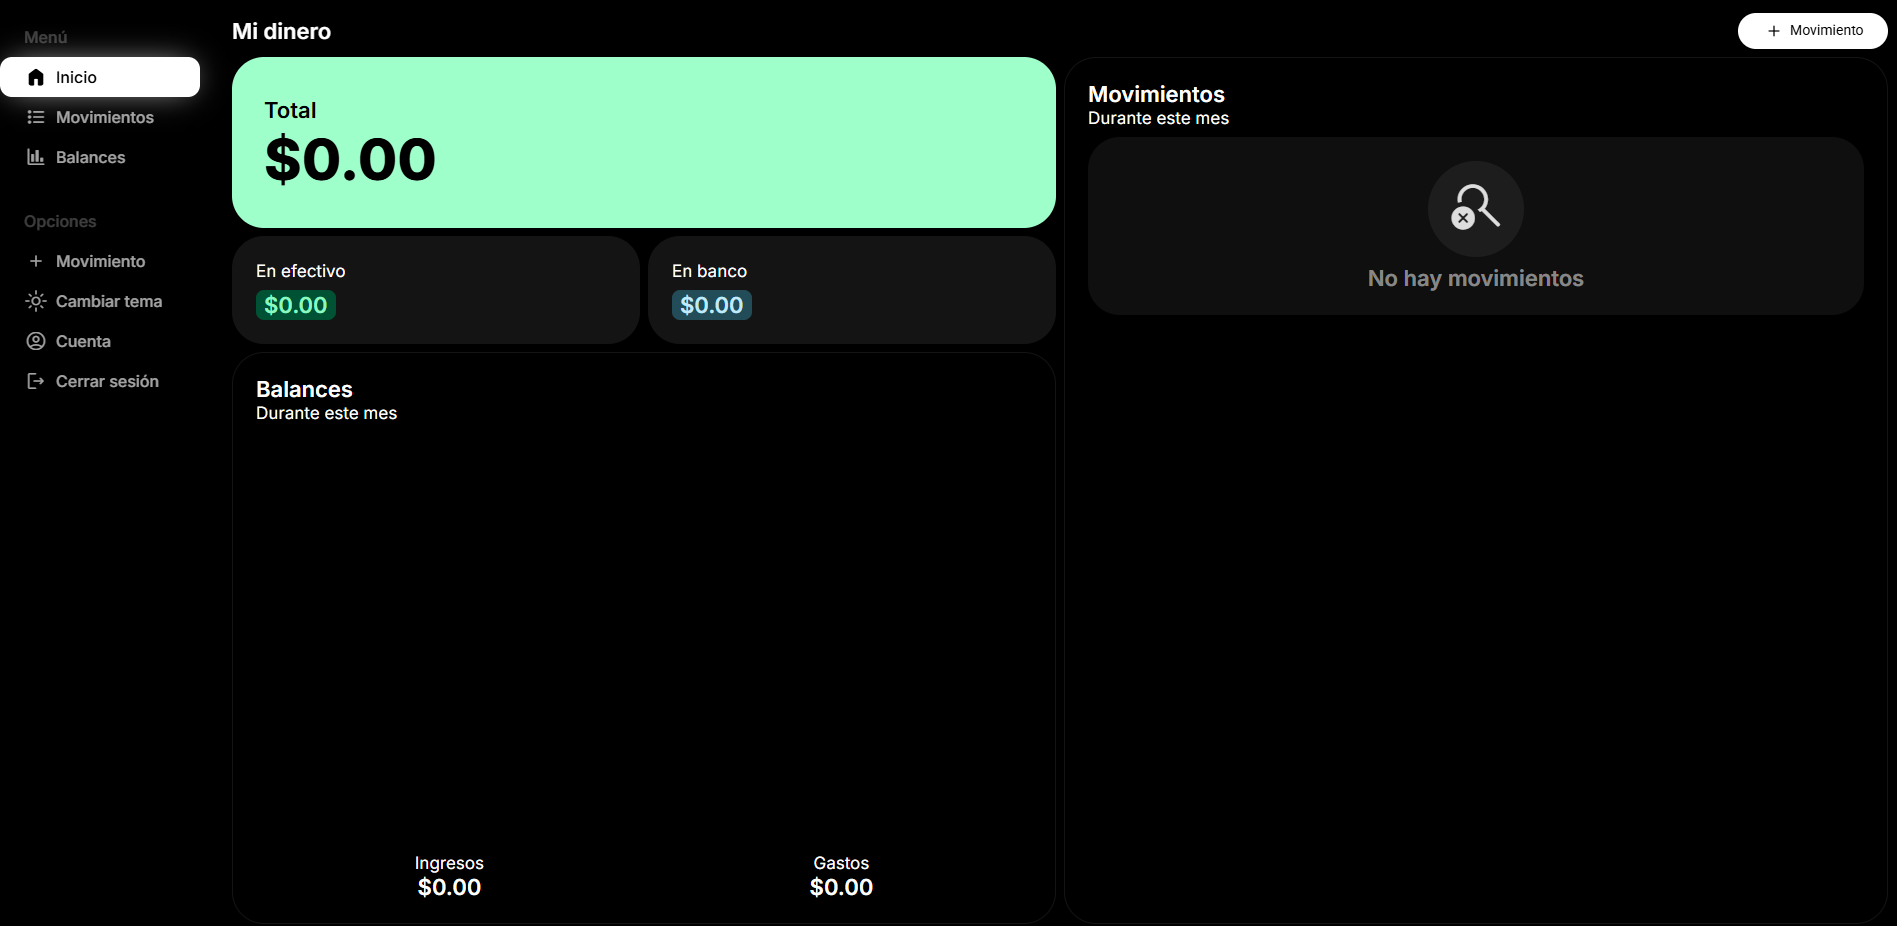 Menú
Inicio
Movimientos
Balances
Opciones
Movimiento
Cambiar tema
Cuenta
Cerrar sesión
Mi dinero
Movimiento
Total
$0.00
En efectivo
$0.00
En banco
$0.00
Balances
Durante este mes
Ingresos
$0.00
Gastos
$0.00
Movimientos
Durante este mes
No hay movimientos